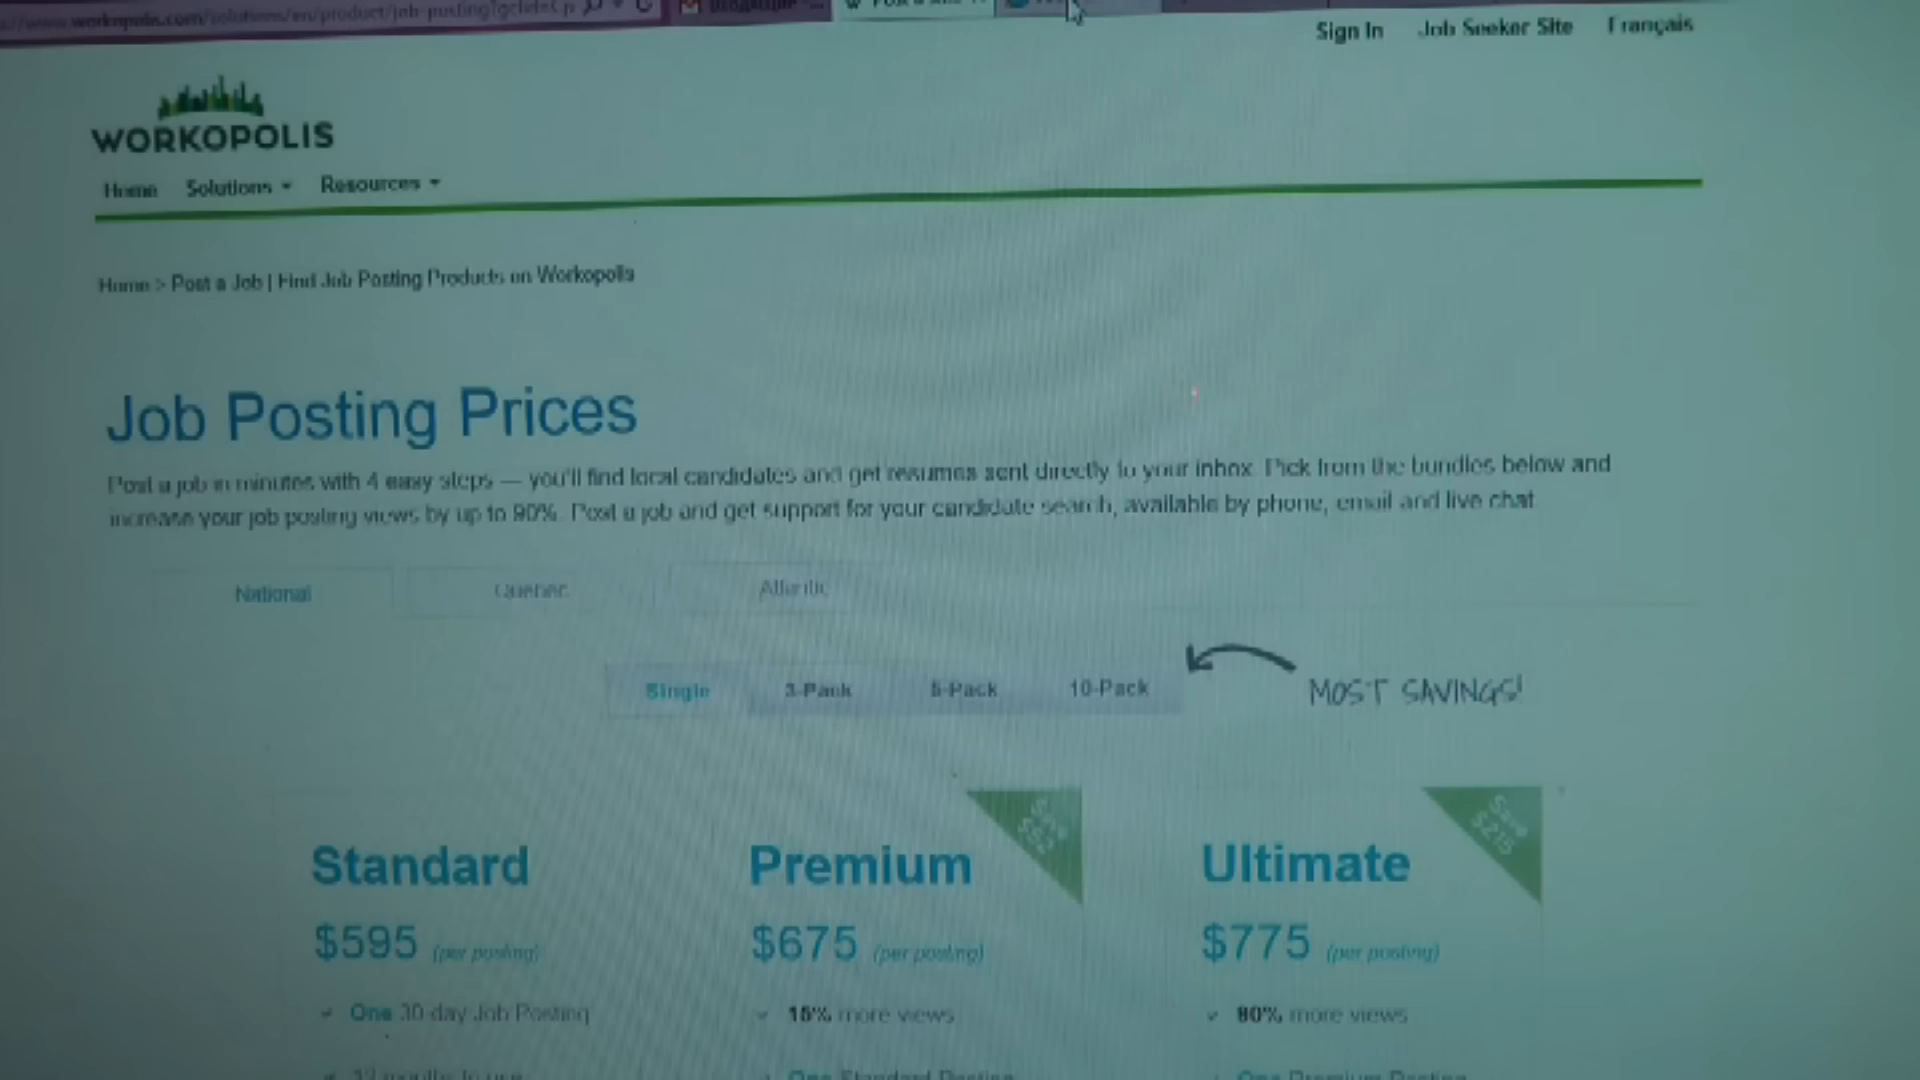 www.workopolis.com/solutions/en/product/job-posting?gclid=Cp
Sign In Job Seeker Site Français
WORKOPOLIS
Home Solutions Resources
Home > Post a Job | Find Job Posting Products on Workopolis
Job Posting Prices
Post a job in minutes with 4 easy steps — you'll find local candidates and get resumes sent directly to your inbox. Pick from the bundles below and
increase your job posting views by up to 90%. Post a job and get support for your candidate search, available by phone, email and live chat.
National Quebec Atlantic
Single 3-Pack 5-Pack 10-Pack MOST SAVINGS!
Save Save
$52 $215
Standard Premium Ultimate
$595 (per posting) $675 (per posting) $775 (per posting)
One 30 day Job Posting 15% more views 90% more views
12 months to use One Standard Posting One Premium Posting